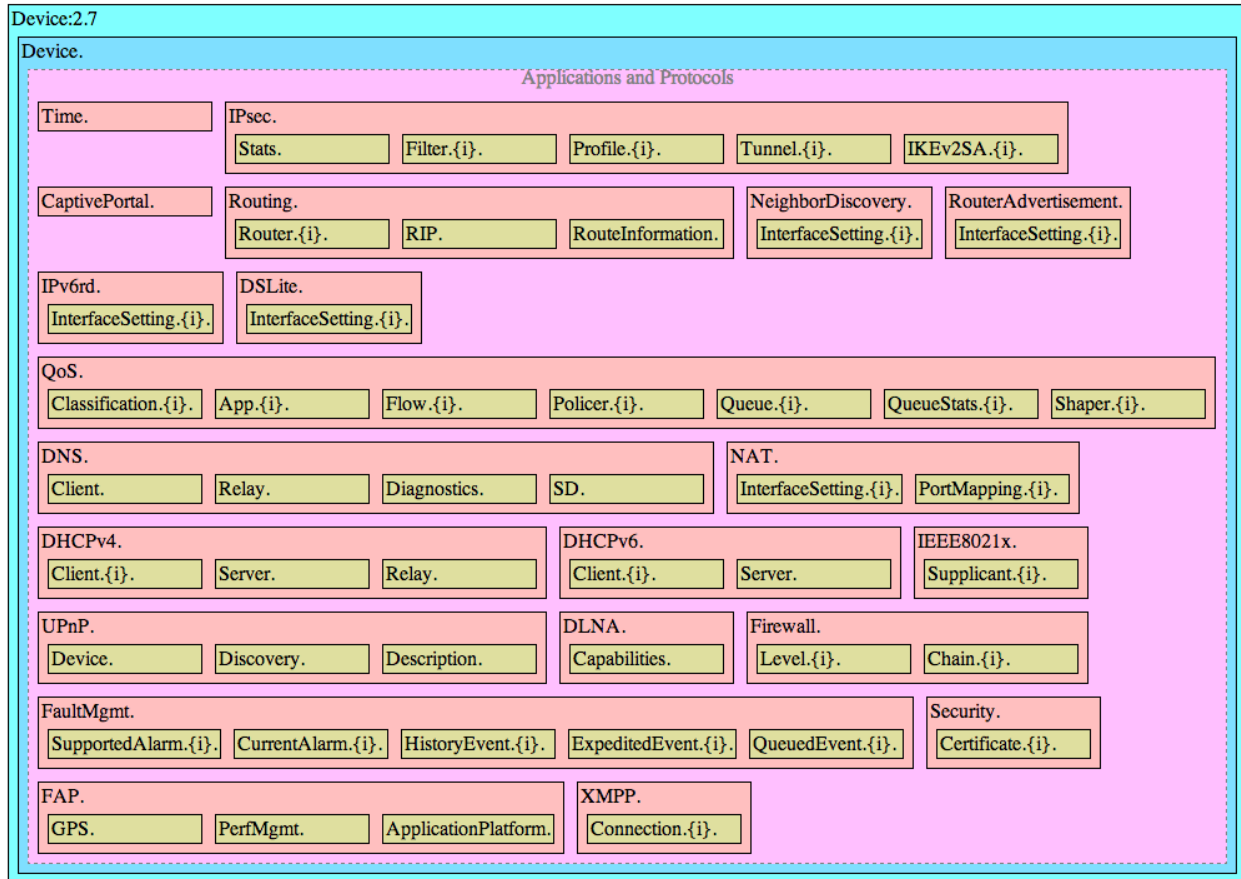 Device:2.7
Device.
Applications and Protocols
Time.
IPsec.
Stats.
Filter.{i}.
Profile.{i}.
Tunnel.{i}.
IKEv2SA.{i}.
CaptivePortal.
Routing.
Router.{i}.
RIP.
RouteInformation.
NeighborDiscovery.
InterfaceSetting.{i}.
RouterAdvertisement.
InterfaceSetting.{i}.
IPv6rd.
InterfaceSetting.{i}.
DSLite.
InterfaceSetting.{i}.
QoS.
Classification.{i}.
App.{i}.
Flow.{i}.
Policer.{i}.
Queue.{i}.
QueueStats.{i}.
Shaper.{i}.
DNS.
Client.
Relay.
Diagnostics.
SD.
NAT.
InterfaceSetting.{i}.
PortMapping.{i}.
DHCPv4.
Client.{i}.
Server.
Relay.
DHCPv6.
Client.{i}.
Server.
IEEE8021x.
Supplicant.{i}.
UPnP.
Device.
Discovery.
Description.
DLNA.
Capabilities.
Firewall.
Level.{i}.
Chain.{i}.
FaultMgmt.
SupportedAlarm.{i}.
CurrentAlarm.{i}.
HistoryEvent.{i}.
ExpeditedEvent.{i}.
QueuedEvent.{i}.
Security.
Certificate.{i}.
FAP.
GPS.
PerfMgmt.
ApplicationPlatform.
XMPP.
Connection.{i}.